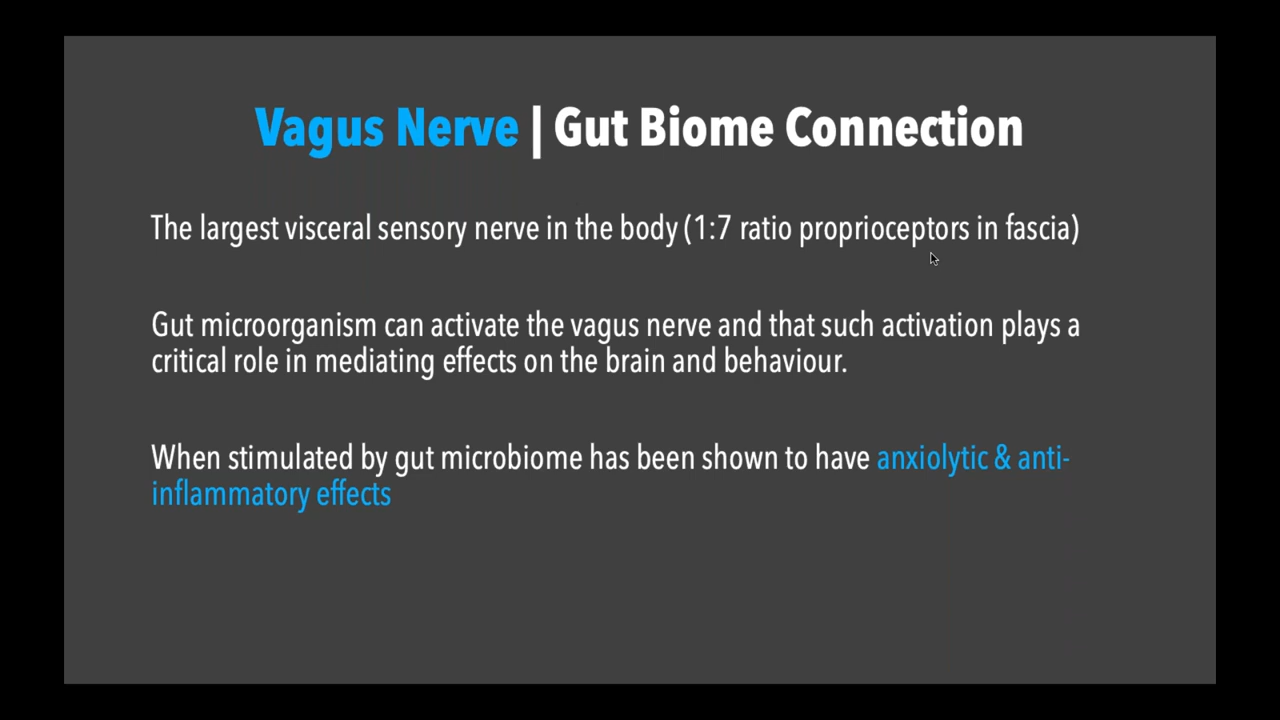 Vagus Nerve | Gut Biome Connection
The largest visceral sensory nerve in the body (1:7 ratio proprioceptors in fascia)
Gut microorganism can activate the vagus nerve and that such activation plays a
critical role in mediating effects on the brain and behaviour.
When stimulated by gut microbiome has been shown to have anxiolytic & anti-
inflammatory effects